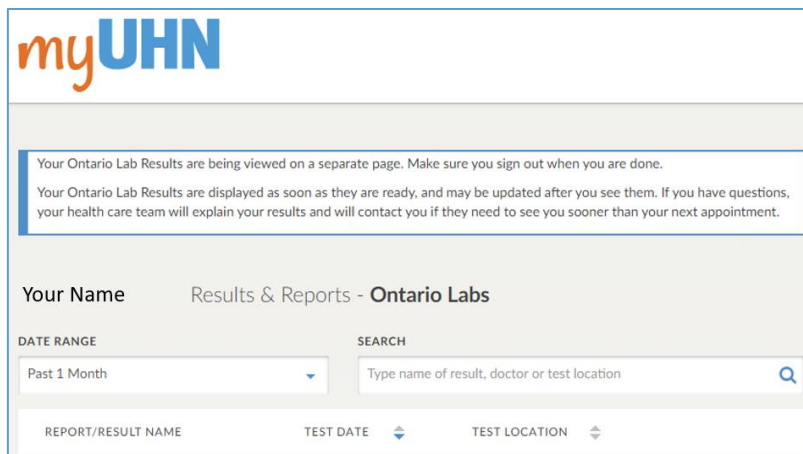 myUHN
Your Ontario Lab Results are being viewed on a separate page. Make sure you sign out when you are done.
Your Ontario Lab Results are displayed as soon as they are ready, and may be updated after you see them. If you have questions,
your health care team will explain your results and will contact you if they need to see you sooner than your next appointment.
Your Name Results & Reports - Ontario Labs
DATE RANGE SEARCH
Past 1 Month Type name of result, doctor or test location
REPORT/RESULT NAME TEST DATE TEST LOCATION